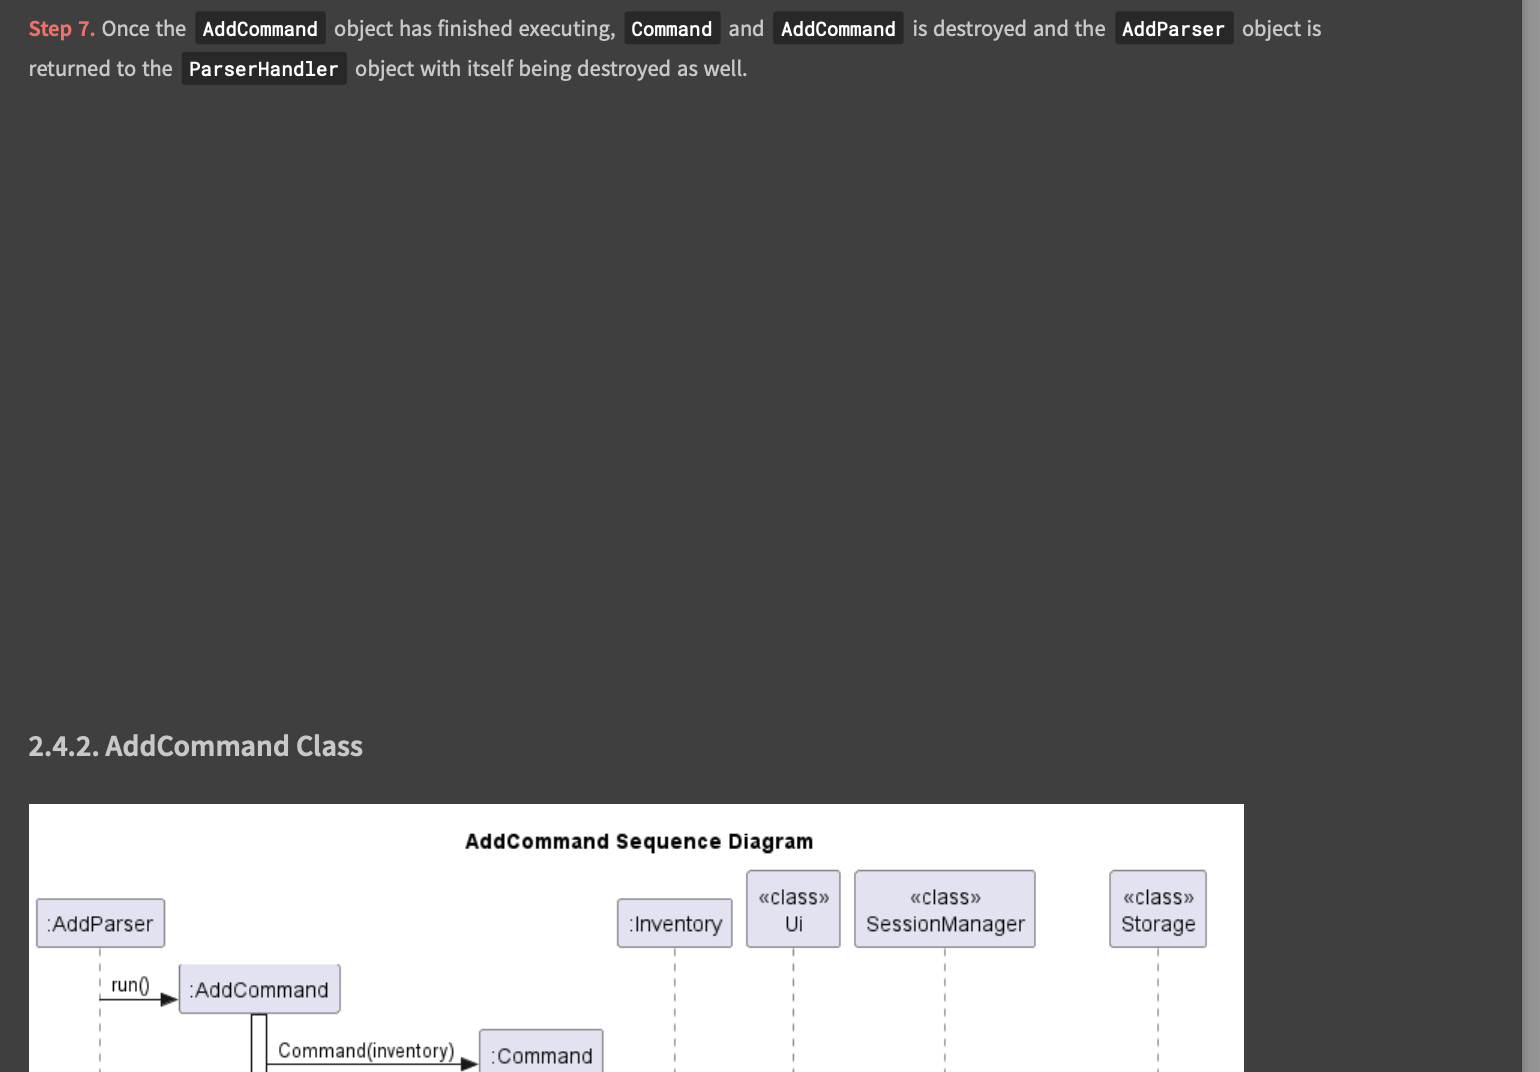 Step 7. Once the AddCommand object has finished executing, Command and AddCommand is destroyed and the AddParser object is
returned to the ParserHandler object with itself being destroyed as well.
2.4.2. AddCommand Class
AddCommand Sequence Diagram
«class» «class» «class»
:AddParser :Inventory Ui SessionManager Storage
run() :AddCommand
Command(inventory) :Command